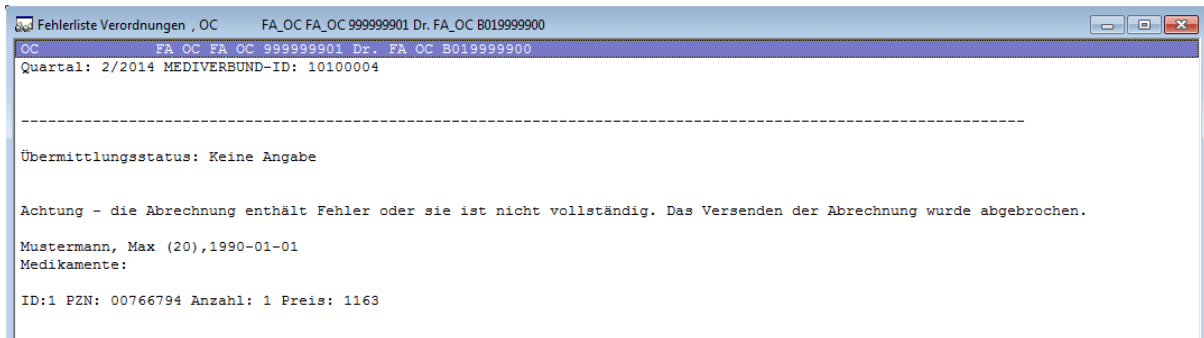 Fehlerliste Verordnungen , OC FA_OC FA_OC 999999901 Dr. FA_OC B019999900
OC FA OC FA OC 999999901 Dr. FA OC B019999900
Quartal: 2/2014 MEDIVERBUND-ID: 10100004
--------------------------------------------------------------------------------------------------------------
Übermittlungsstatus: Keine Angabe
Achtung - die Abrechnung enthält Fehler oder sie ist nicht vollständig. Das Versenden der Abrechnung wurde abgebrochen.
Mustermann, Max (20),1990-01-01
Medikamente:
ID:1 PZN: 00766794 Anzahl: 1 Preis: 1163